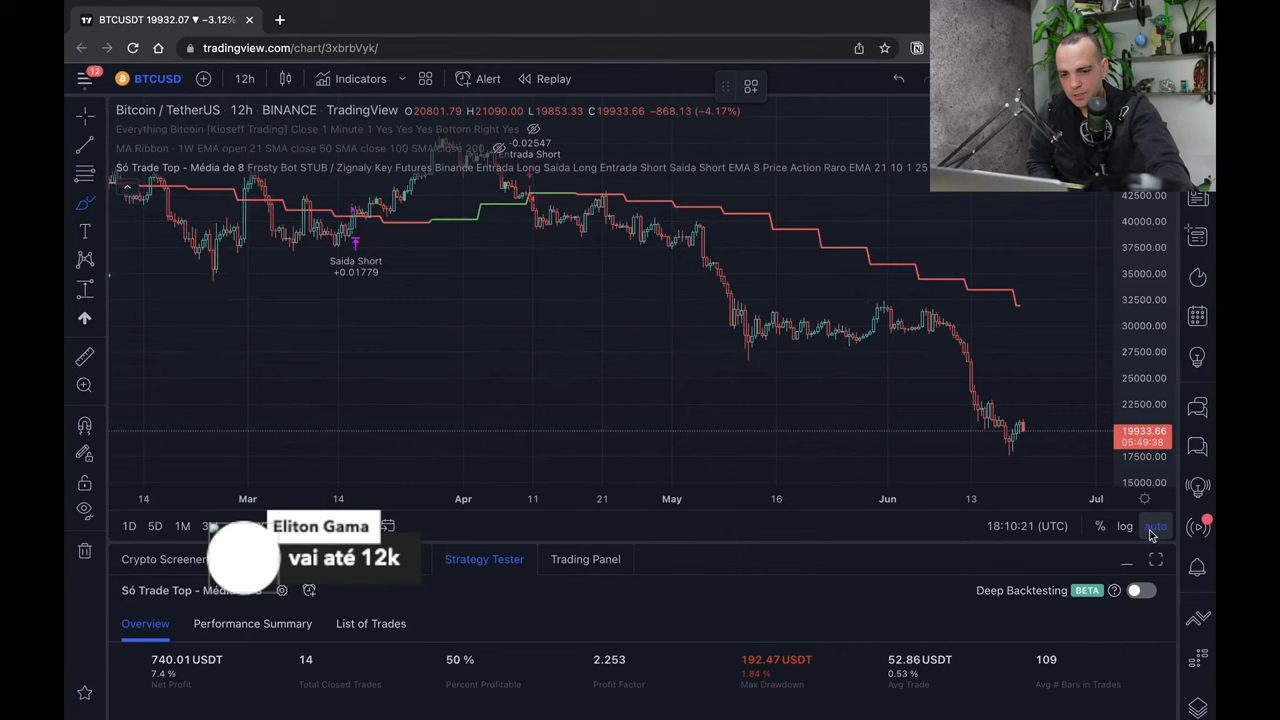 BTCUSDT 19932.07 ▼ −3.12%
tradingview.com/chart/3xbrbVyk/
12
BTCUSD
12h
Indicators
Alert
Replay
Bitcoin / TetherUS · 12h · BINANCE · TradingView O20801.79 H21090.00 L19853.33 C19933.66 −868.13 (−4.17%)
Everything Bitcoin [Kioseff Trading] Close 1 Minute 1 Yes Yes Yes Bottom Right Yes
MA Ribbon · 1W EMA open 21 SMA close 50 SMA close 100 SMA close 200
-0.02547
Entrada Short
Só Trade Top - Média de 8 Frosty Bot STUB / Zignaly Key Futures Binance Entrada Long Saida Long Entrada Short Saida Short EMA 8 Price Action Raro EMA 21 10 1 25
Saida Short
+0.01779
42500.00
40000.00
37500.00
35000.00
32500.00
30000.00
27500.00
25000.00
22500.00
19933.66
05:49:38
17500.00
15000.00
14 Mar 14 Apr 11 21 May 16 Jun 13 Jul
1D 5D 1M
18:10:21 (UTC) % log auto
Eliton Gama
vai até 12k
Crypto Screener
Strategy Tester
Trading Panel
Só Trade Top - Média de 8
Deep Backtesting BETA
Overview Performance Summary List of Trades
740.01 USDT 14 50 % 2.253 192.47 USDT 52.86 USDT 109
7.4 % 1.84 % 0.53 %
Net Profit Total Closed Trades Percent Profitable Profit Factor Max Drawdown Avg Trade Avg # Bars in Trades